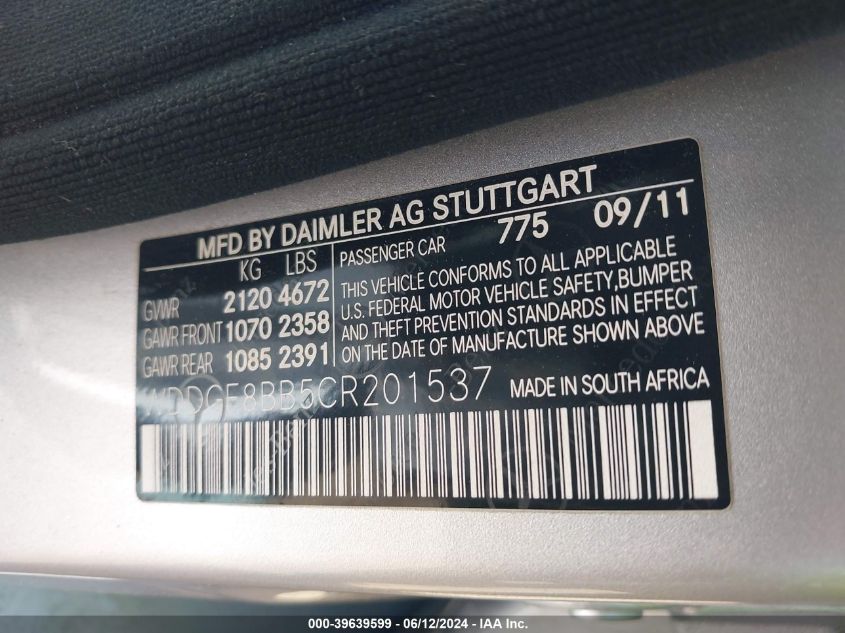 MFD BY DAIMLER AG STUTTGART 775 09/11
KG LBS
GVWR 2120 4672
GAWR FRONT 1070 2358
GAWR REAR 1085 2391
PASSENGER CAR
THIS VEHICLE CONFORMS TO ALL APPLICABLE
U.S. FEDERAL MOTOR VEHICLE SAFETY, BUMPER
AND THEFT PREVENTION STANDARDS IN EFFECT
ON THE DATE OF MANUFACTURE SHOWN ABOVE
WDDGF8BB5CR201537 MADE IN SOUTH AFRICA
000-39639599 - 06/12/2024 - IAA Inc.